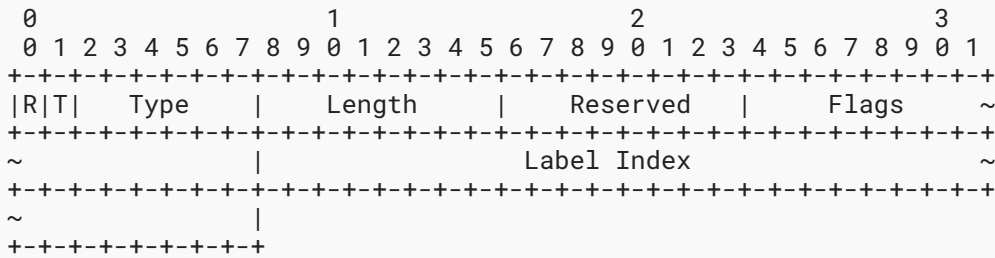 0                   1                   2                   3
 0 1 2 3 4 5 6 7 8 9 0 1 2 3 4 5 6 7 8 9 0 1 2 3 4 5 6 7 8 9 0 1
+-+-+-+-+-+-+-+-+-+-+-+-+-+-+-+-+-+-+-+-+-+-+-+-+-+-+-+-+-+-+-+-+
|R|T|   Type    |    Length     |    Reserved   |     Flags     ~
+-+-+-+-+-+-+-+-+-+-+-+-+-+-+-+-+-+-+-+-+-+-+-+-+-+-+-+-+-+-+-+-+
~               |                 Label Index                   ~
+-+-+-+-+-+-+-+-+-+-+-+-+-+-+-+-+-+-+-+-+-+-+-+-+-+-+-+-+-+-+-+-+
~               |
+-+-+-+-+-+-+-+-+